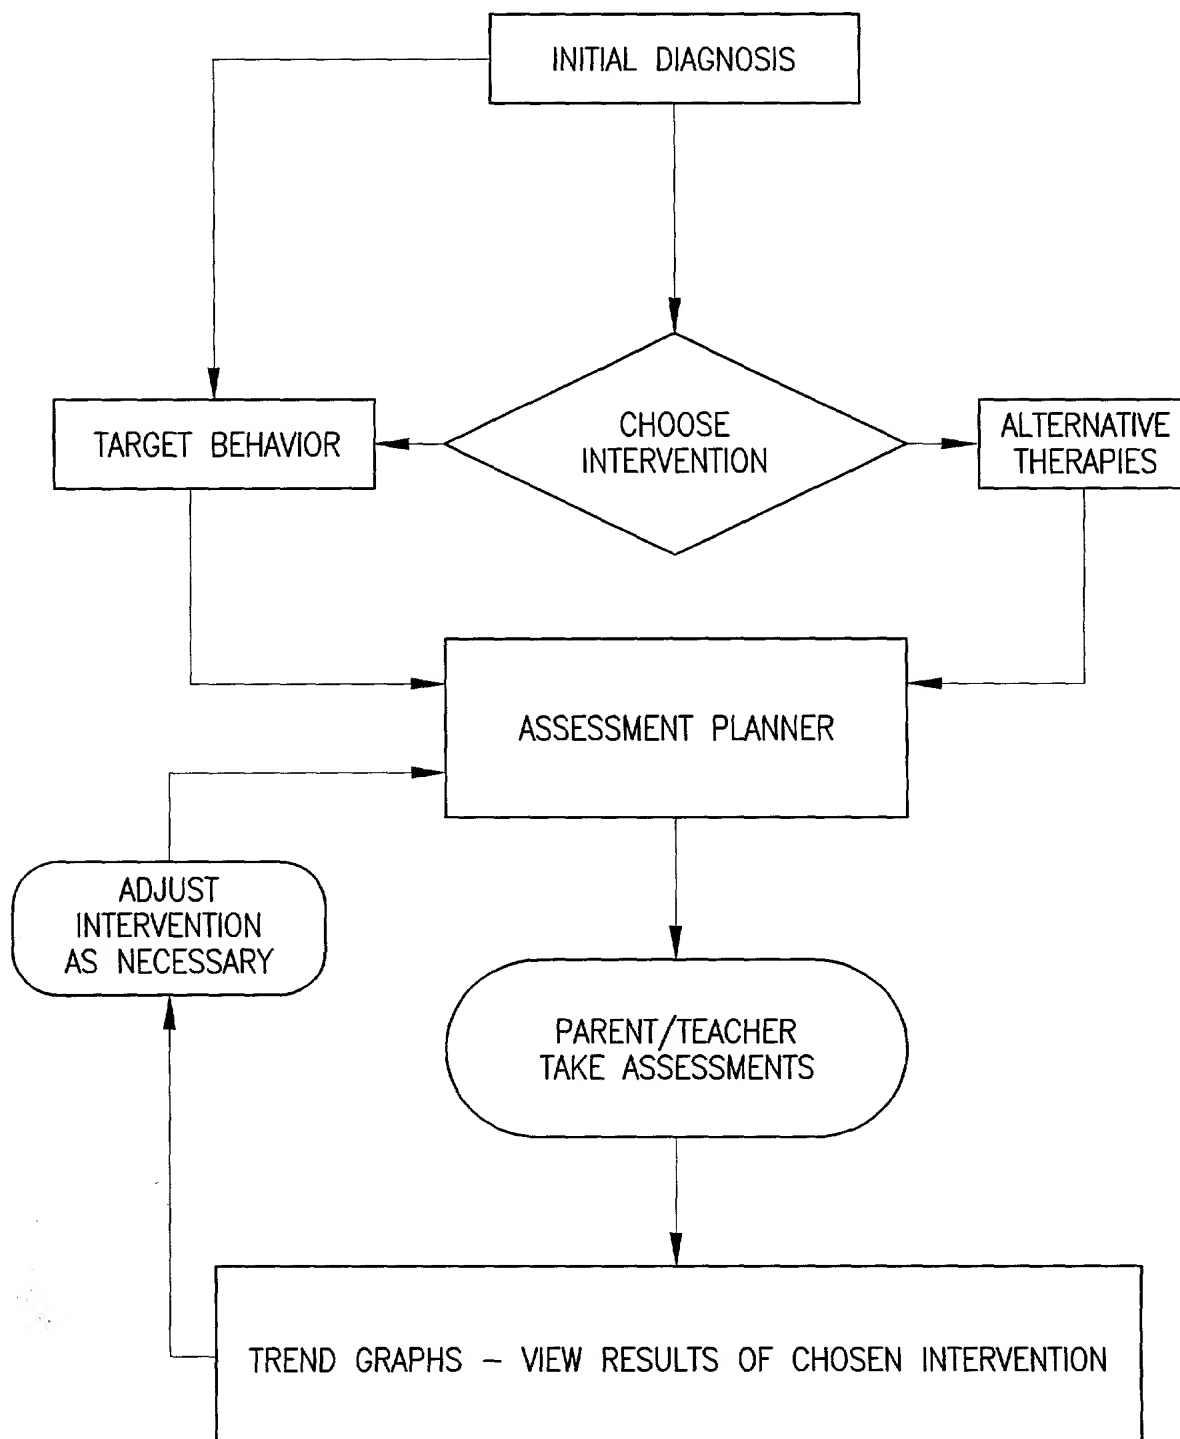 INITIAL DIAGNOSIS
TARGET BEHAVIOR
CHOOSE
INTERVENTION
ALTERNATIVE
THERAPIES
ASSESSMENT PLANNER
ADJUST
INTERVENTION
AS NECESSARY
PARENT/TEACHER
TAKE ASSESSMENTS
TREND GRAPHS – VIEW RESULTS OF CHOSEN INTERVENTION